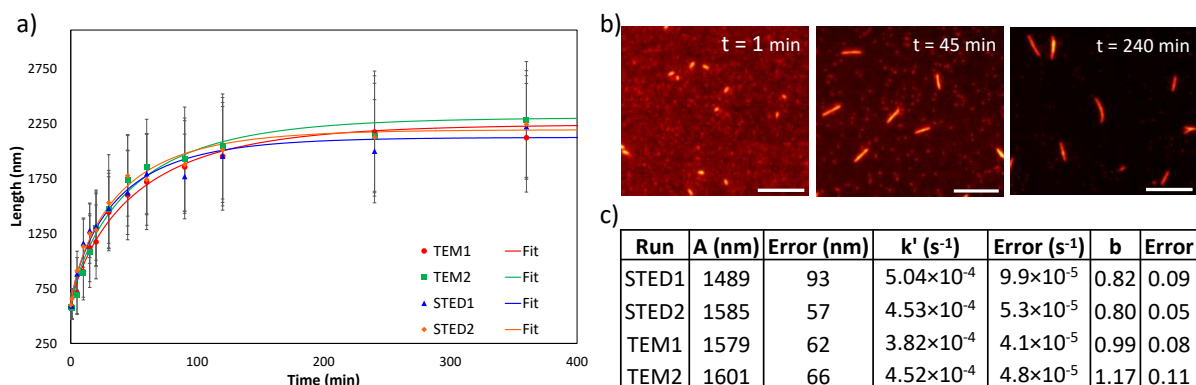 a)
2750
2250
1750
1250
750
250
Length (nm)
0
100
200
300
400
Time (min)
TEM1 Fit
TEM2 Fit
STED1 Fit
STED2 Fit
b)
t = 1 min
t = 45 min
t = 240 min
c)
Run A (nm) Error (nm) k' (s⁻¹) Error (s⁻¹) b Error
STED1 1489 93 5.04×10⁻⁴ 9.9×10⁻⁵ 0.82 0.09
STED2 1585 57 4.53×10⁻⁴ 5.3×10⁻⁵ 0.80 0.05
TEM1 1579 62 3.82×10⁻⁴ 4.1×10⁻⁵ 0.99 0.08
TEM2 1601 66 4.52×10⁻⁴ 4.8×10⁻⁵ 1.17 0.11